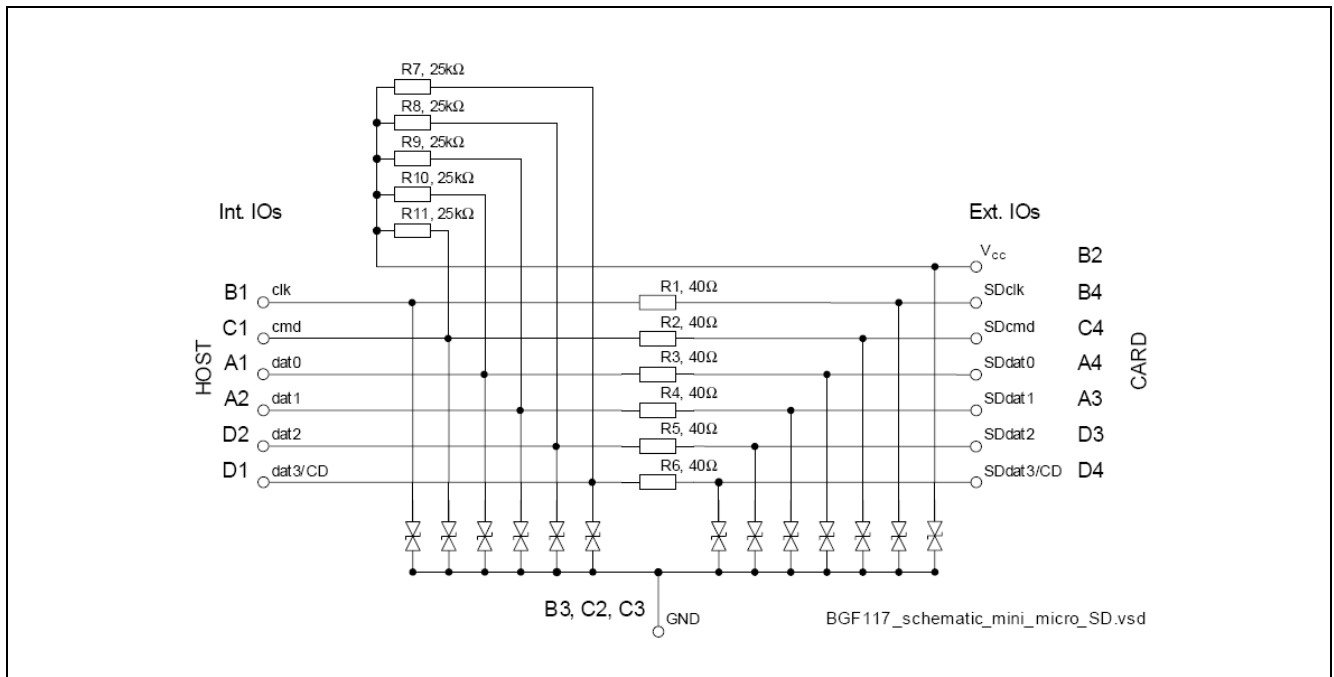 R7, 25kΩ
R8, 25kΩ
R9, 25kΩ
R10, 25kΩ
R11, 25kΩ
Int. IOs
Ext. IOs
Vcc B2
B1 clk R1, 40Ω SDclk B4
C1 cmd R2, 40Ω SDcmd C4
A1 dat0 R3, 40Ω SDdat0 A4
A2 dat1 R4, 40Ω SDdat1 A3
D2 dat2 R5, 40Ω SDdat2 D3
D1 dat3/CD R6, 40Ω SDdat3/CD D4
HOST
CARD
B3, C2, C3 GND
BGF117_schematic_mini_micro_SD.vsd